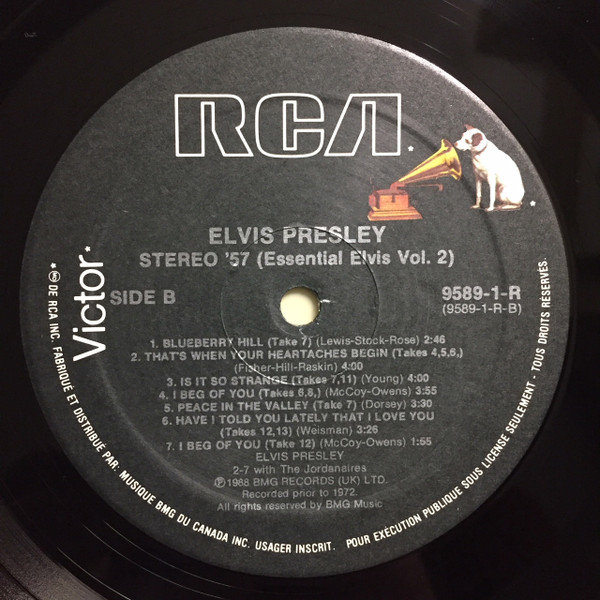 RCA
ELVIS PRESLEY
STEREO '57 (Essential Elvis Vol. 2)
Victor
SIDE B
9589-1-R
(9589-1-R-B)
1. BLUEBERRY HILL (Take 7) (Lewis-Stock-Rose) 2:46
2. THAT'S WHEN YOUR HEARTACHES BEGIN (Takes 4,5,6,)
(Fisher-Hill-Raskin) 4:00
3. IS IT SO STRANGE (Takes 7,11) (Young) 4:00
4. I BEG OF YOU (Takes 6,8,) (McCoy-Owens) 3:55
5. PEACE IN THE VALLEY (Take 7) (Dorsey) 3:30
6. HAVE I TOLD YOU LATELY THAT I LOVE YOU
(Takes 12,13) (Weisman) 3:26
7. I BEG OF YOU (Take 12) (McCoy-Owens) 1:55
ELVIS PRESLEY
2-7 with The Jordanaires
℗1988 BMG RECORDS (UK) LTD.
Recorded prior to 1972.
All rights reserved by BMG Music
DE RCA INC. FABRIQUÉ ET DISTRIBUÉ PAR: MUSIQUE BMG DU CANADA INC. USAGER INSCRIT. POUR EXÉCUTION PUBLIQUE SOUS LICENSE SEULEMENT · TOUS DROITS RÉSERVÉS.